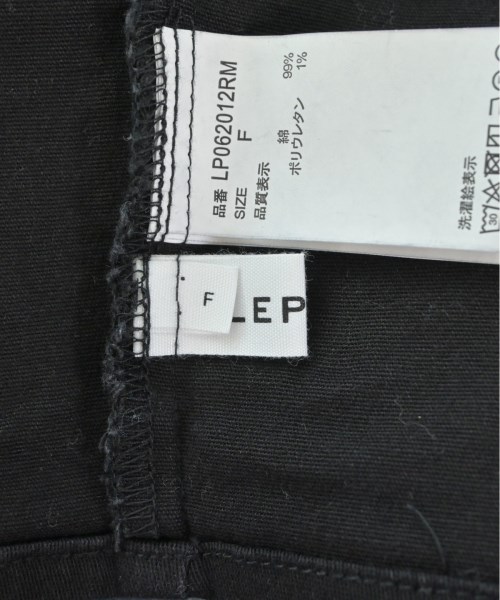 品番 LP062012RM
SIZE F
品質表示
綿 99%
ポリウレタン 1%
洗濯絵表示
30
F
LEP